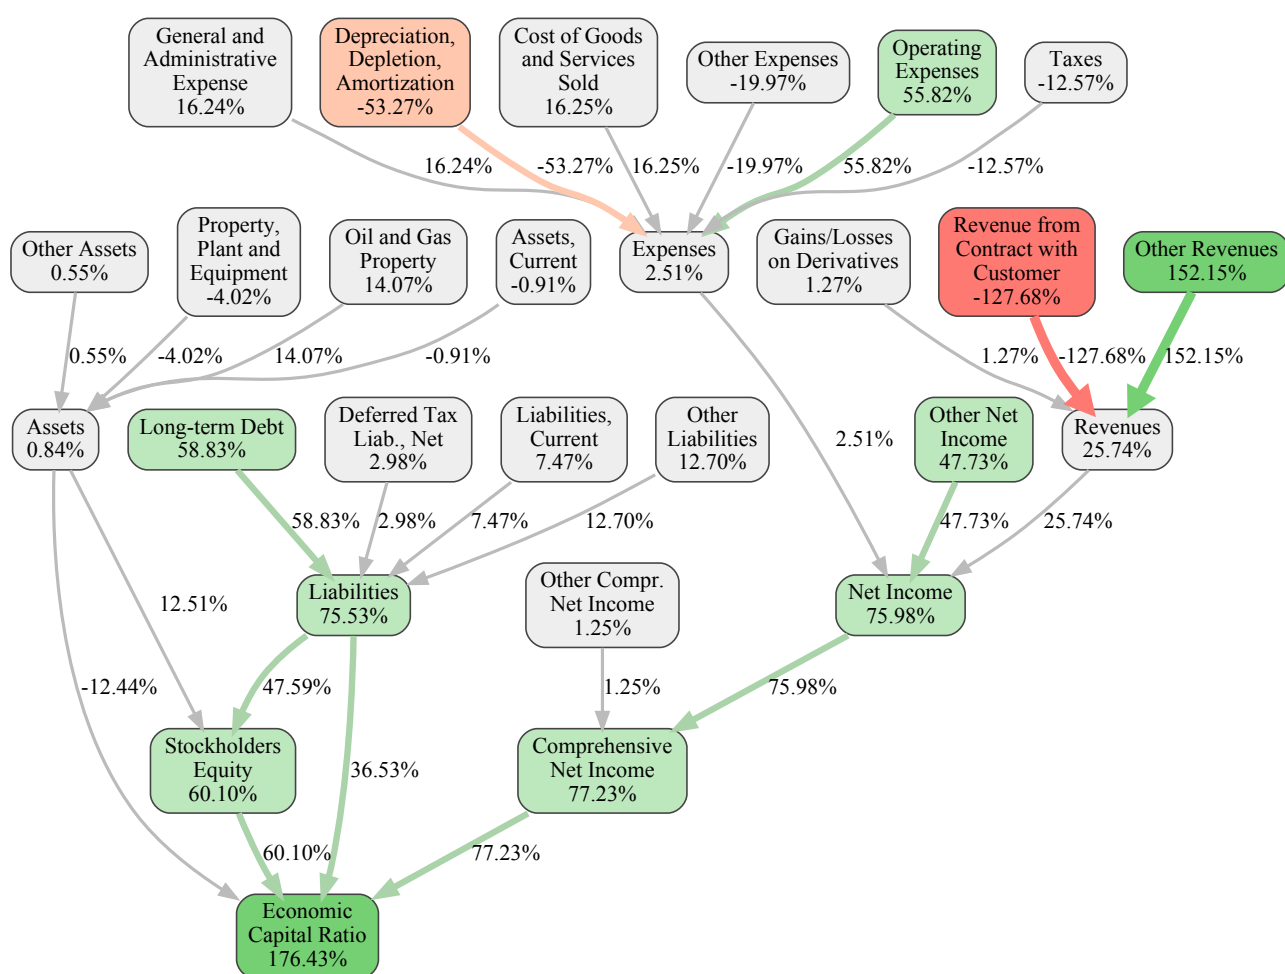 General and
Administrative
Expense
16.24%
Depreciation,
Depletion,
Amortization
-53.27%
Cost of Goods
and Services
Sold
16.25%
Other Expenses
-19.97%
Operating
Expenses
55.82%
Taxes
-12.57%
16.24%
-53.27%
16.25%
-19.97%
55.82%
-12.57%
Other Assets
0.55%
Property,
Plant and
Equipment
-4.02%
Oil and Gas
Property
14.07%
Assets,
Current
-0.91%
Expenses
2.51%
Gains/Losses
on Derivatives
1.27%
Revenue from
Contract with
Customer
-127.68%
Other Revenues
152.15%
0.55%
-4.02%
14.07%
-0.91%
1.27%
-127.68%
152.15%
Assets
0.84%
Long-term Debt
58.83%
Deferred Tax
Liab., Net
2.98%
Liabilities,
Current
7.47%
Other
Liabilities
12.70%
2.51%
Other Net
Income
47.73%
Revenues
25.74%
58.83%
2.98%
7.47%
12.70%
47.73%
25.74%
12.51%
Liabilities
75.53%
Other Compr.
Net Income
1.25%
Net Income
75.98%
-12.44%
47.59%
1.25%
75.98%
Stockholders
Equity
60.10%
36.53%
Comprehensive
Net Income
77.23%
60.10%
77.23%
Economic
Capital Ratio
176.43%